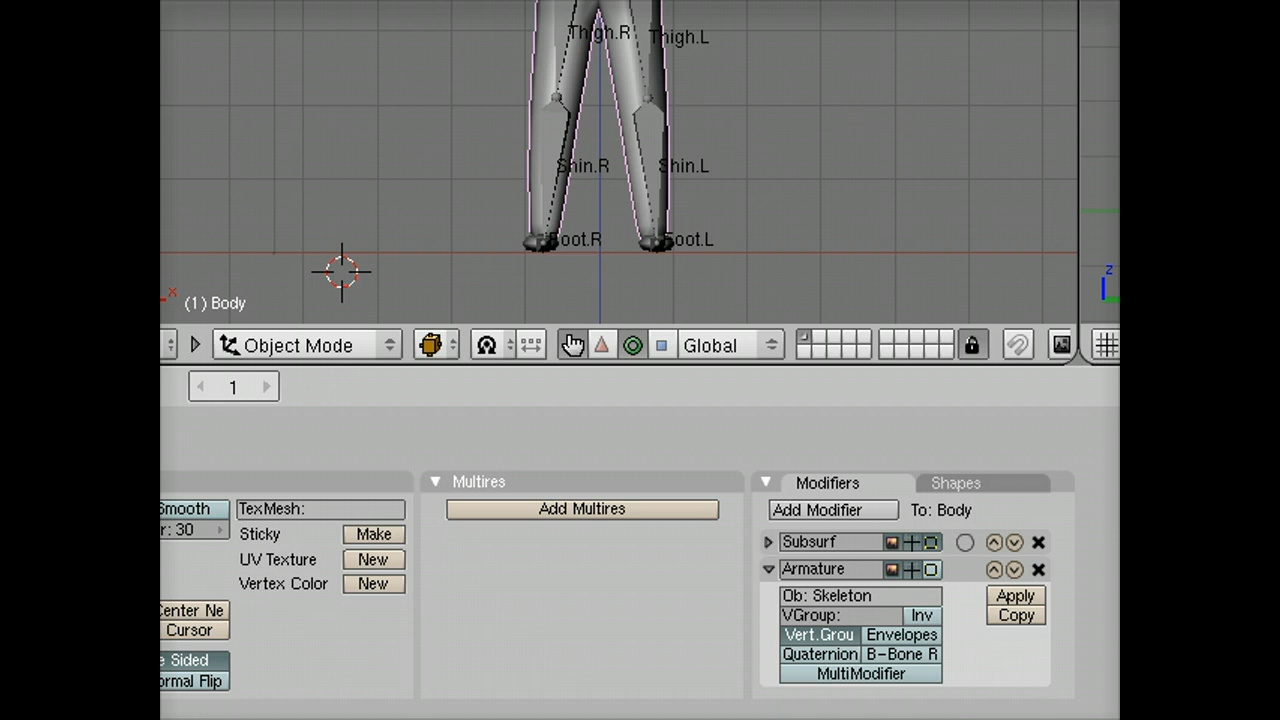 Thigh.R Thigh.L
Shin.R Shin.L
Foot.R Foot.L
x
(1) Body
z
Object Mode Global
1
Multires Modifiers Shapes
Smooth TexMesh: Add Multires Add Modifier To: Body
r: 30 Sticky Make
Subsurf
UV Texture New
Armature
Vertex Color New
Ob: Skeleton Apply
Center Ne VGroup: Inv Copy
Cursor Vert.Grou Envelopes
e Sided Quaternion B-Bone R
ormal Flip MultiModifier